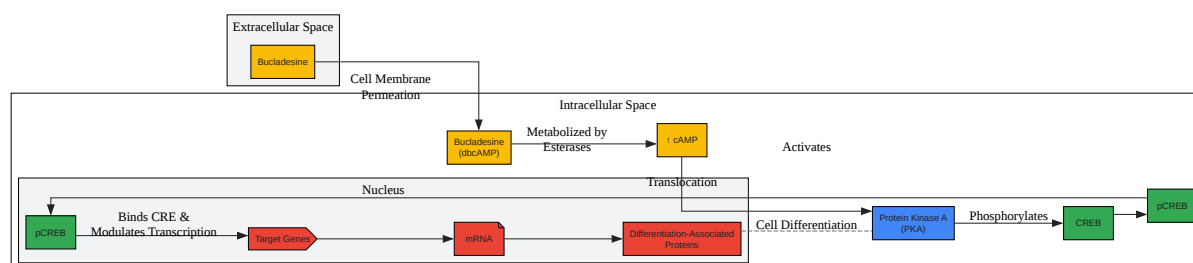 Extracellular Space
Bucladesine
Cell Membrane
Permeation
Intracellular Space
Bucladesine
(dbcAMP)
Metabolized by
Esterases
↑ cAMP
Activates
Translocation
Nucleus
pCREB
Binds CRE &
Modulates Transcription
Target Genes
mRNA
Differentiation-Associated
Proteins
Cell Differentiation
Protein Kinase A
(PKA)
Phosphorylates
CREB
pCREB